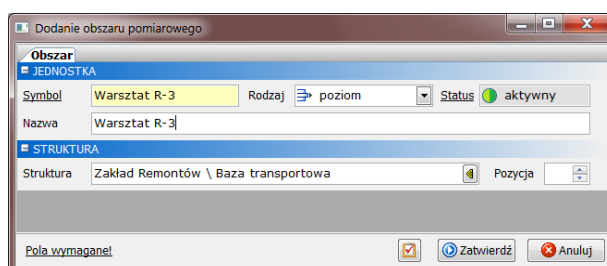 Dodanie obszaru pomiarowego
Obszar
JEDNOSTKA
Symbol Warsztat R-3 Rodzaj poziom Status aktywny
Nazwa Warsztat R-3
STRUKTURA
Struktura Zakład Remontów \ Baza transportowa Pozycja
Pola wymagane! Zatwierdź Anuluj